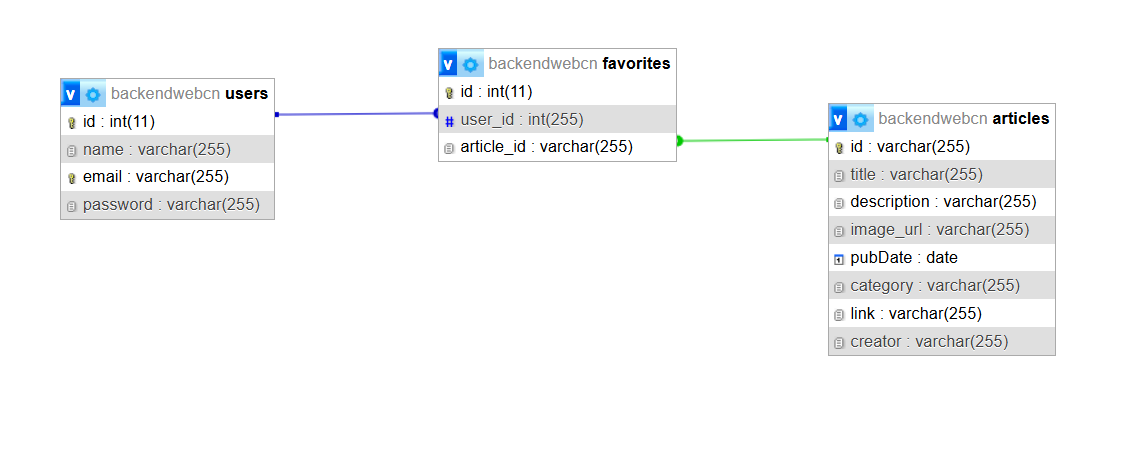 backendwebcn users
id : int(11)
name : varchar(255)
email : varchar(255)
password : varchar(255)
backendwebcn favorites
id : int(11)
# user_id : int(255)
article_id : varchar(255)
backendwebcn articles
id : varchar(255)
title : varchar(255)
description : varchar(255)
image_url : varchar(255)
pubDate : date
category : varchar(255)
link : varchar(255)
creator : varchar(255)